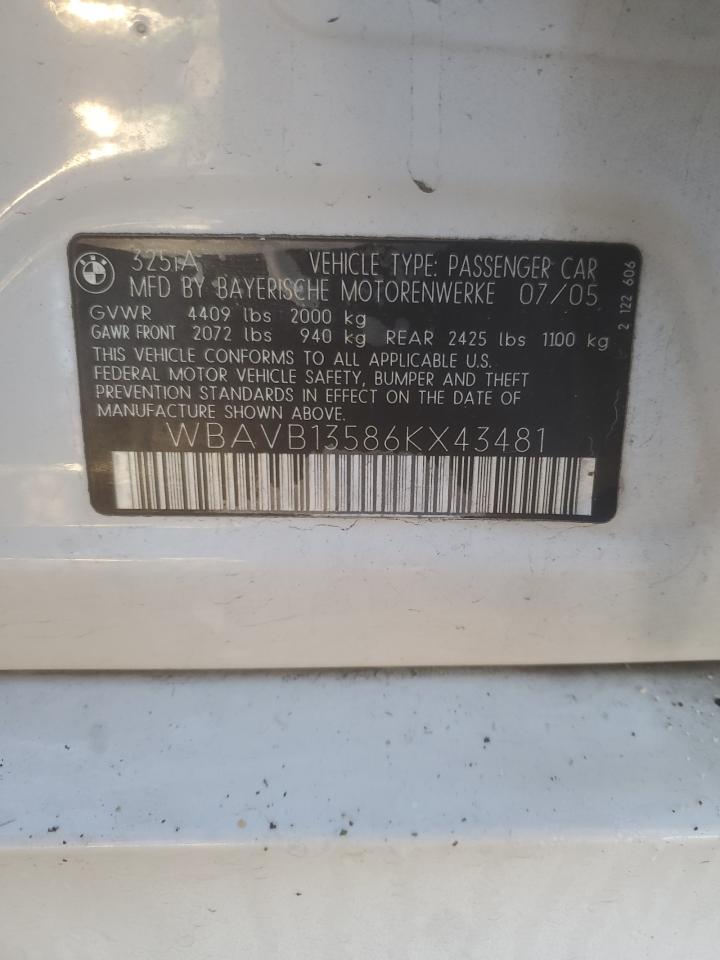 325iA VEHICLE TYPE: PASSENGER CAR
MFD BY BAYERISCHE MOTORENWERKE 07/05
GVWR 4409 lbs 2000 kg
GAWR FRONT 2072 lbs 940 kg REAR 2425 lbs 1100 kg
THIS VEHICLE CONFORMS TO ALL APPLICABLE U.S.
FEDERAL MOTOR VEHICLE SAFETY, BUMPER AND THEFT
PREVENTION STANDARDS IN EFFECT ON THE DATE OF
MANUFACTURE SHOWN ABOVE.
WBAVB13586KX43481
2 122 606